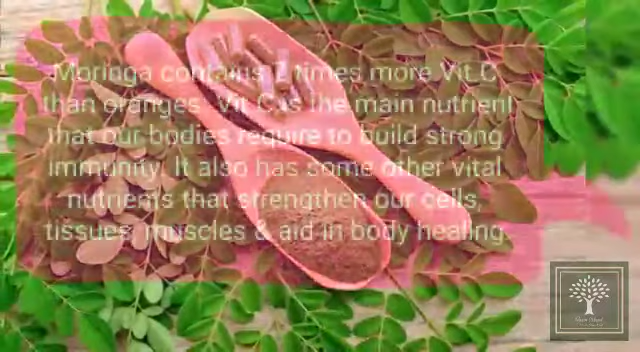 Moringa contains 7 times more Vit.C
than oranges. Vit C is the main nutrient
that our bodies require to build strong
immunity. It also has some other vital
nutrients that strengthen our cells,
tissues, muscles & aid in body healing.